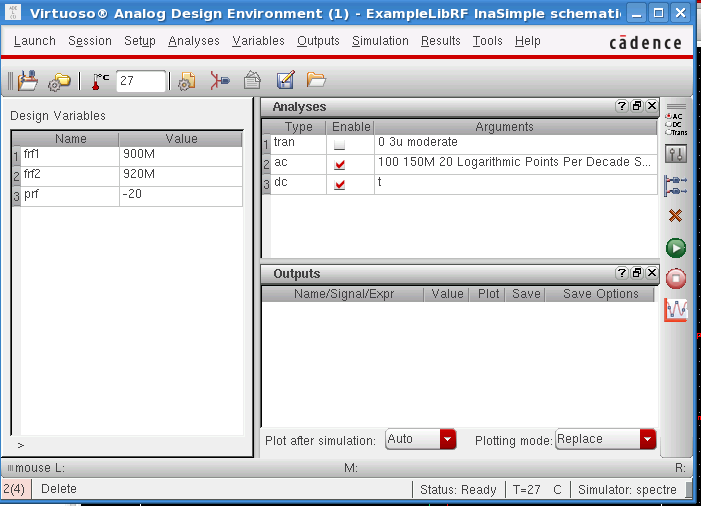 Virtuoso® Analog Design Environment (1) - ExampleLibRF lnaSimple schemati
Launch Session Setup Analyses Variables Outputs Simulation Results Tools Help
cādence
°C 27
Design Variables
Name Value
1 frf1 900M
2 frf2 920M
3 prf -20
>
Analyses
Type Enable Arguments
1 tran 0 3u moderate
2 ac 100 150M 20 Logarithmic Points Per Decade S...
3 dc t
Outputs
Name/Signal/Expr Value Plot Save Save Options
Plot after simulation: Auto Plotting mode: Replace
AC
DC
Trans
mouse L: M: R:
2(4) Delete Status: Ready T=27 C Simulator: spectre